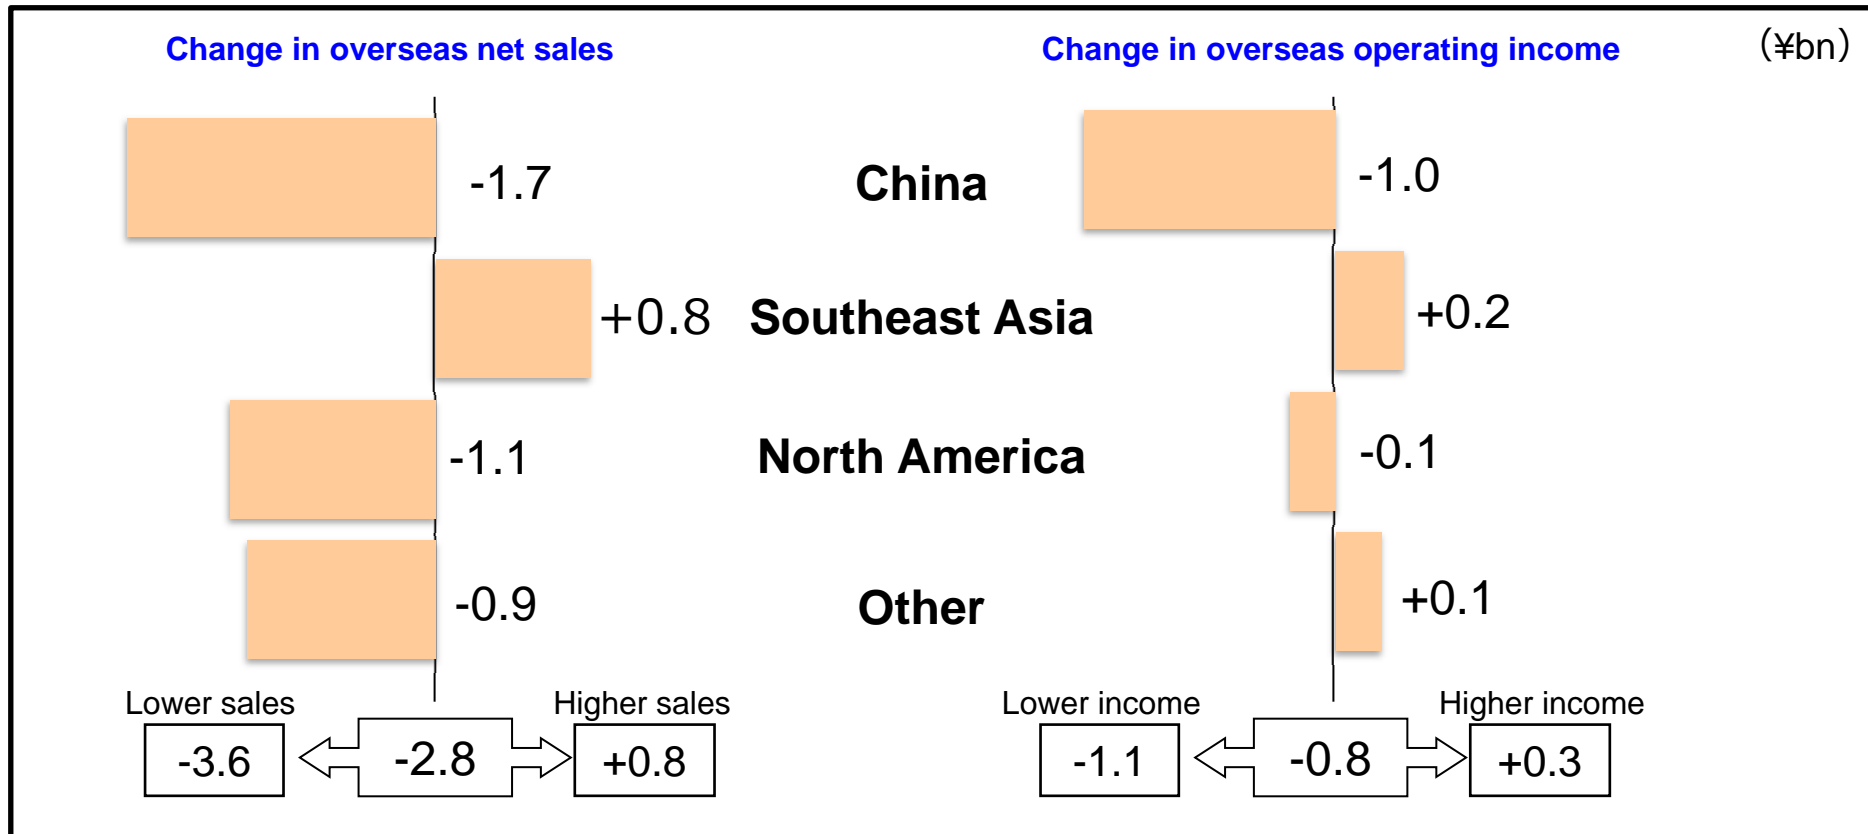 Change in overseas net sales
Change in overseas operating income
(¥bn)
-1.7
China
-1.0
+0.8
Southeast Asia
+0.2
-1.1
North America
-0.1
-0.9
Other
+0.1
Lower sales
Higher sales
Lower income
Higher income
-3.6
-2.8
+0.8
-1.1
-0.8
+0.3